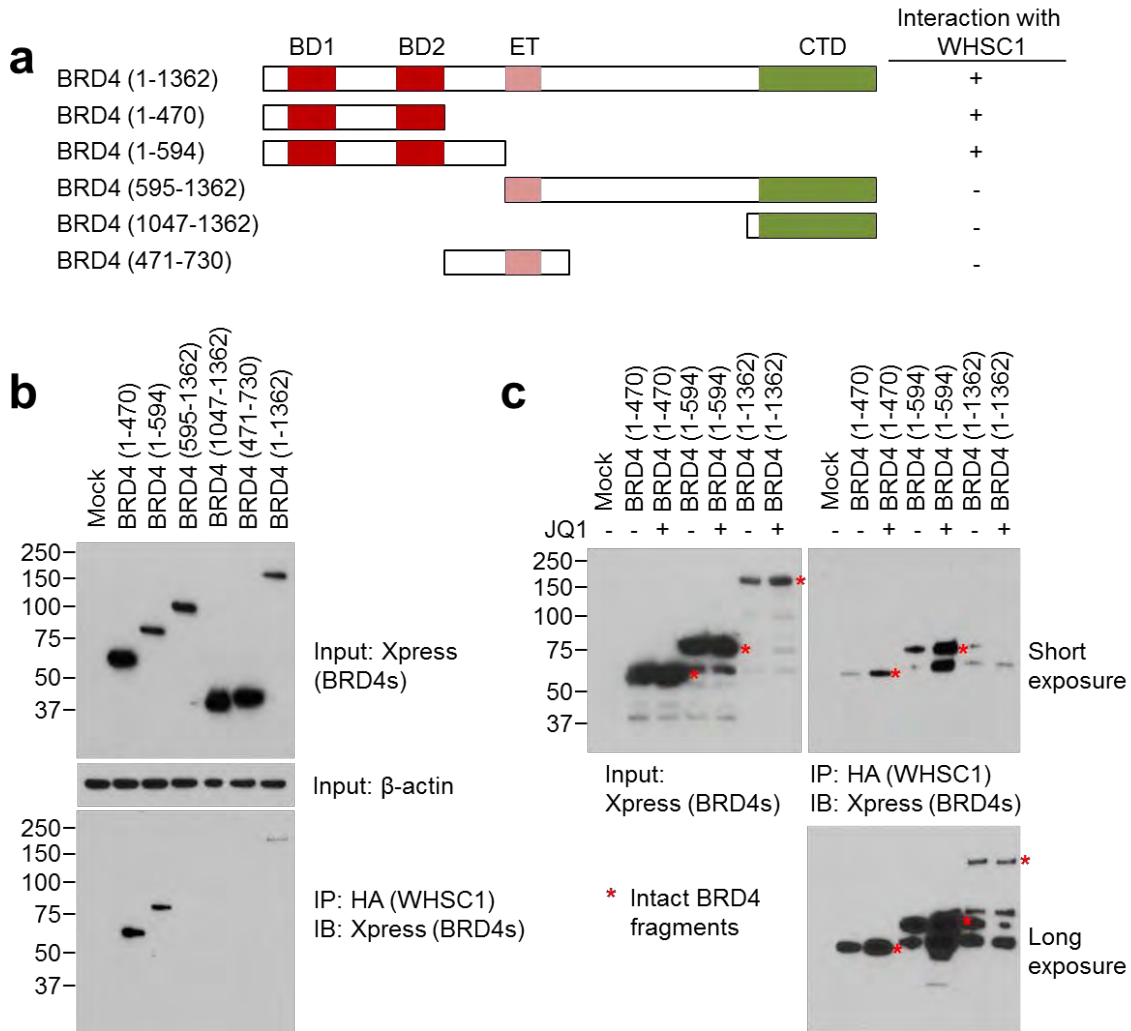 a
BD1 BD2 ET CTD
Interaction with
WHSC1
BRD4 (1-1362) +
BRD4 (1-470) +
BRD4 (1-594) +
BRD4 (595-1362) -
BRD4 (1047-1362) -
BRD4 (471-730) -
b
Mock
BRD4 (1-470)
BRD4 (1-594)
BRD4 (595-1362)
BRD4 (1047-1362)
BRD4 (471-730)
BRD4 (1-1362)
250
150
100
75
50
37
Input: Xpress
(BRD4s)
Input: β-actin
250
150
100
75
50
37
IP: HA (WHSC1)
IB: Xpress (BRD4s)
c
Mock
BRD4 (1-470)
BRD4 (1-470)
BRD4 (1-594)
BRD4 (1-594)
BRD4 (1-1362)
BRD4 (1-1362)
BRD4 (1-470)
BRD4 (1-470)
BRD4 (1-594)
BRD4 (1-594)
BRD4 (1-1362)
BRD4 (1-1362)
JQ1 - - + - + - + - + - + - +
250
150
100
75
50
37
*
*
*
*
*
Short
exposure
Input:
Xpress (BRD4s)
IP: HA (WHSC1)
IB: Xpress (BRD4s)
* Intact BRD4
fragments
*
*
*
Long
exposure